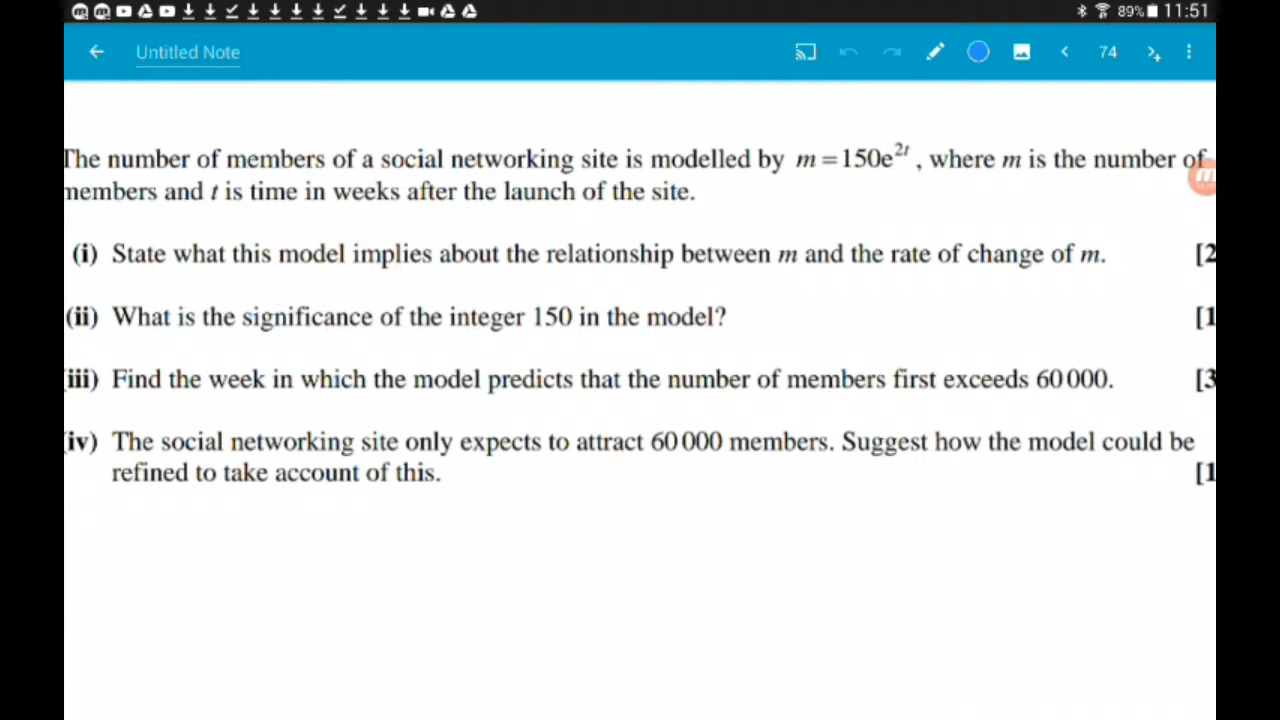 89% 11:51
Untitled Note
74
The number of members of a social networking site is modelled by m = 150e^{2t} , where m is the number of
members and t is time in weeks after the launch of the site.
(i) State what this model implies about the relationship between m and the rate of change of m. [2
(ii) What is the significance of the integer 150 in the model? [1
iii) Find the week in which the model predicts that the number of members first exceeds 60 000. [3
iv) The social networking site only expects to attract 60 000 members. Suggest how the model could be
refined to take account of this. [1